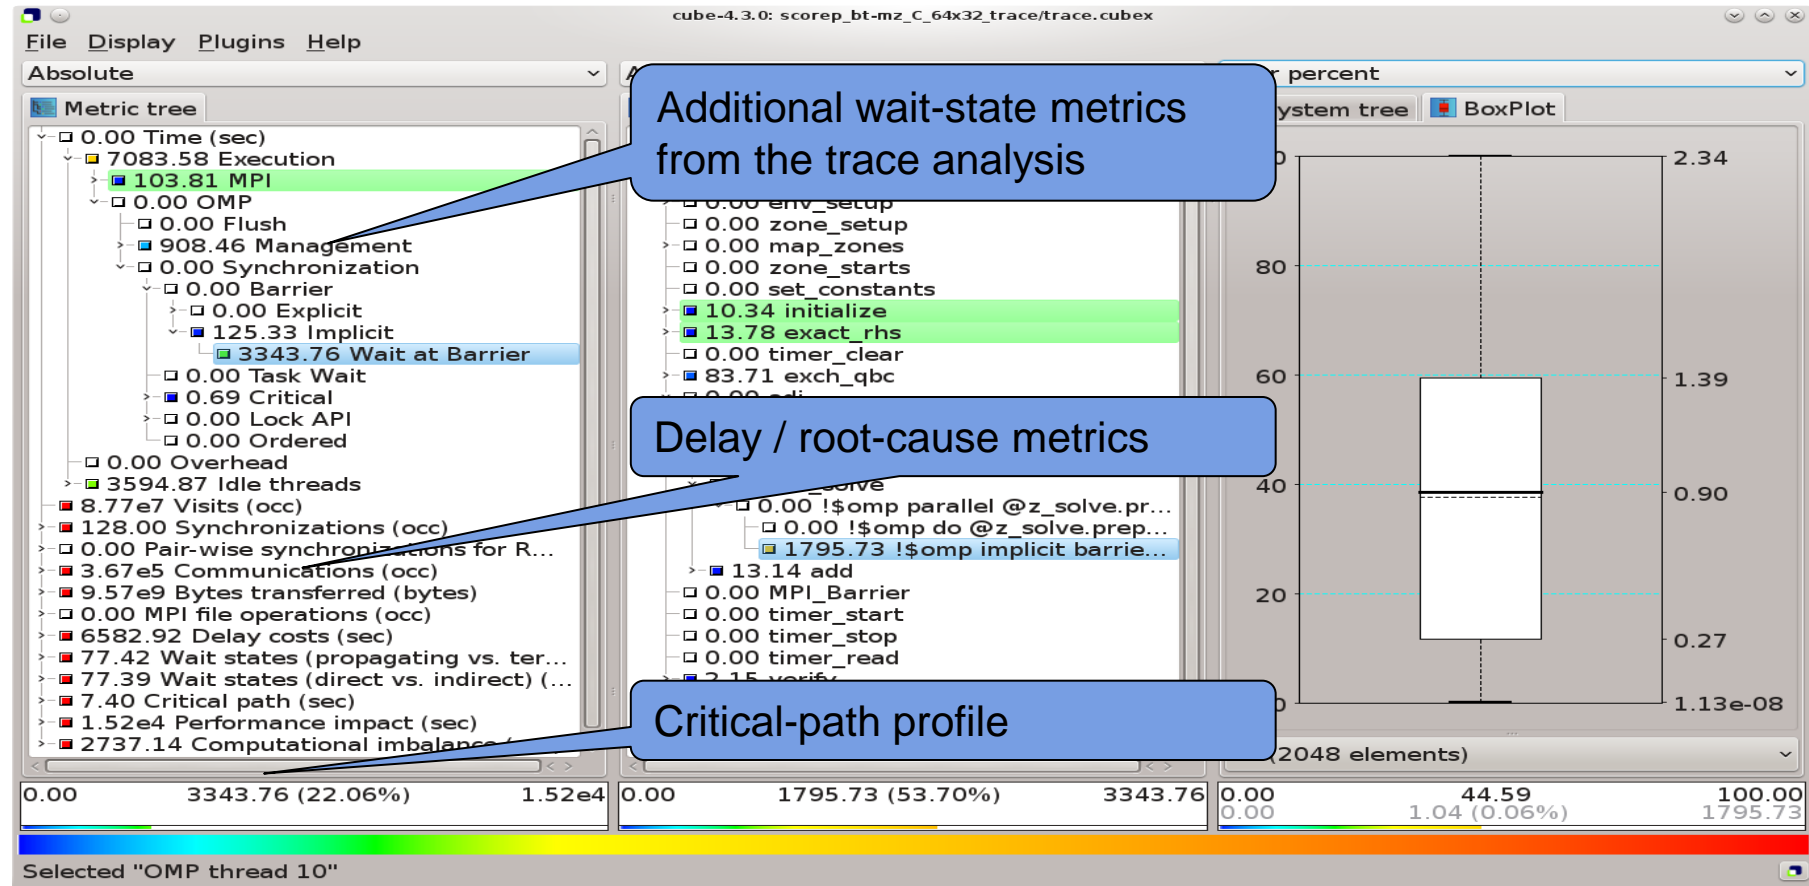 cube-4.3.0: scorep_bt-mz_C_64x32_trace/trace.cubex
File Display Plugins Help
Absolute
Metric tree
0.00 Time (sec)
7083.58 Execution
103.81 MPI
0.00 OMP
0.00 Flush
908.46 Management
0.00 Synchronization
0.00 Barrier
0.00 Explicit
125.33 Implicit
3343.76 Wait at Barrier
0.00 Task Wait
0.69 Critical
0.00 Lock API
0.00 Ordered
0.00 Overhead
3594.87 Idle threads
8.77e7 Visits (occ)
128.00 Synchronizations (occ)
0.00 Pair-wise synchronizations for R...
3.67e5 Communications (occ)
9.57e9 Bytes transferred (bytes)
0.00 MPI file operations (occ)
6582.92 Delay costs (sec)
77.42 Wait states (propagating vs. ter...
77.39 Wait states (direct vs. indirect) (...
7.40 Critical path (sec)
1.52e4 Performance impact (sec)
2737.14 Computational imbalance
0.00 3343.76 (22.06%) 1.52e4
Additional wait-state metrics
from the trace analysis
0.00 env_setup
0.00 zone_setup
0.00 map_zones
0.00 zone_starts
0.00 set_constants
10.34 initialize
13.78 exact_rhs
0.00 timer_clear
83.71 exch_qbc
0.00 adi
Delay / root-cause metrics
0.00 !$omp parallel @z_solve.pr...
0.00 !$omp do @z_solve.prep...
1795.73 !$omp implicit barrie...
13.14 add
0.00 MPI_Barrier
0.00 timer_start
0.00 timer_stop
0.00 timer_read
2.15 verify
Critical-path profile
0.00 1795.73 (53.70%) 3343.76
percent
tree BoxPlot
2.34
80
60 1.39
40 0.90
20
0.27
1.13e-08
(2048 elements)
0.00 44.59 100.00
0.00 1.04 (0.06%) 1795.73
Selected "OMP thread 10"